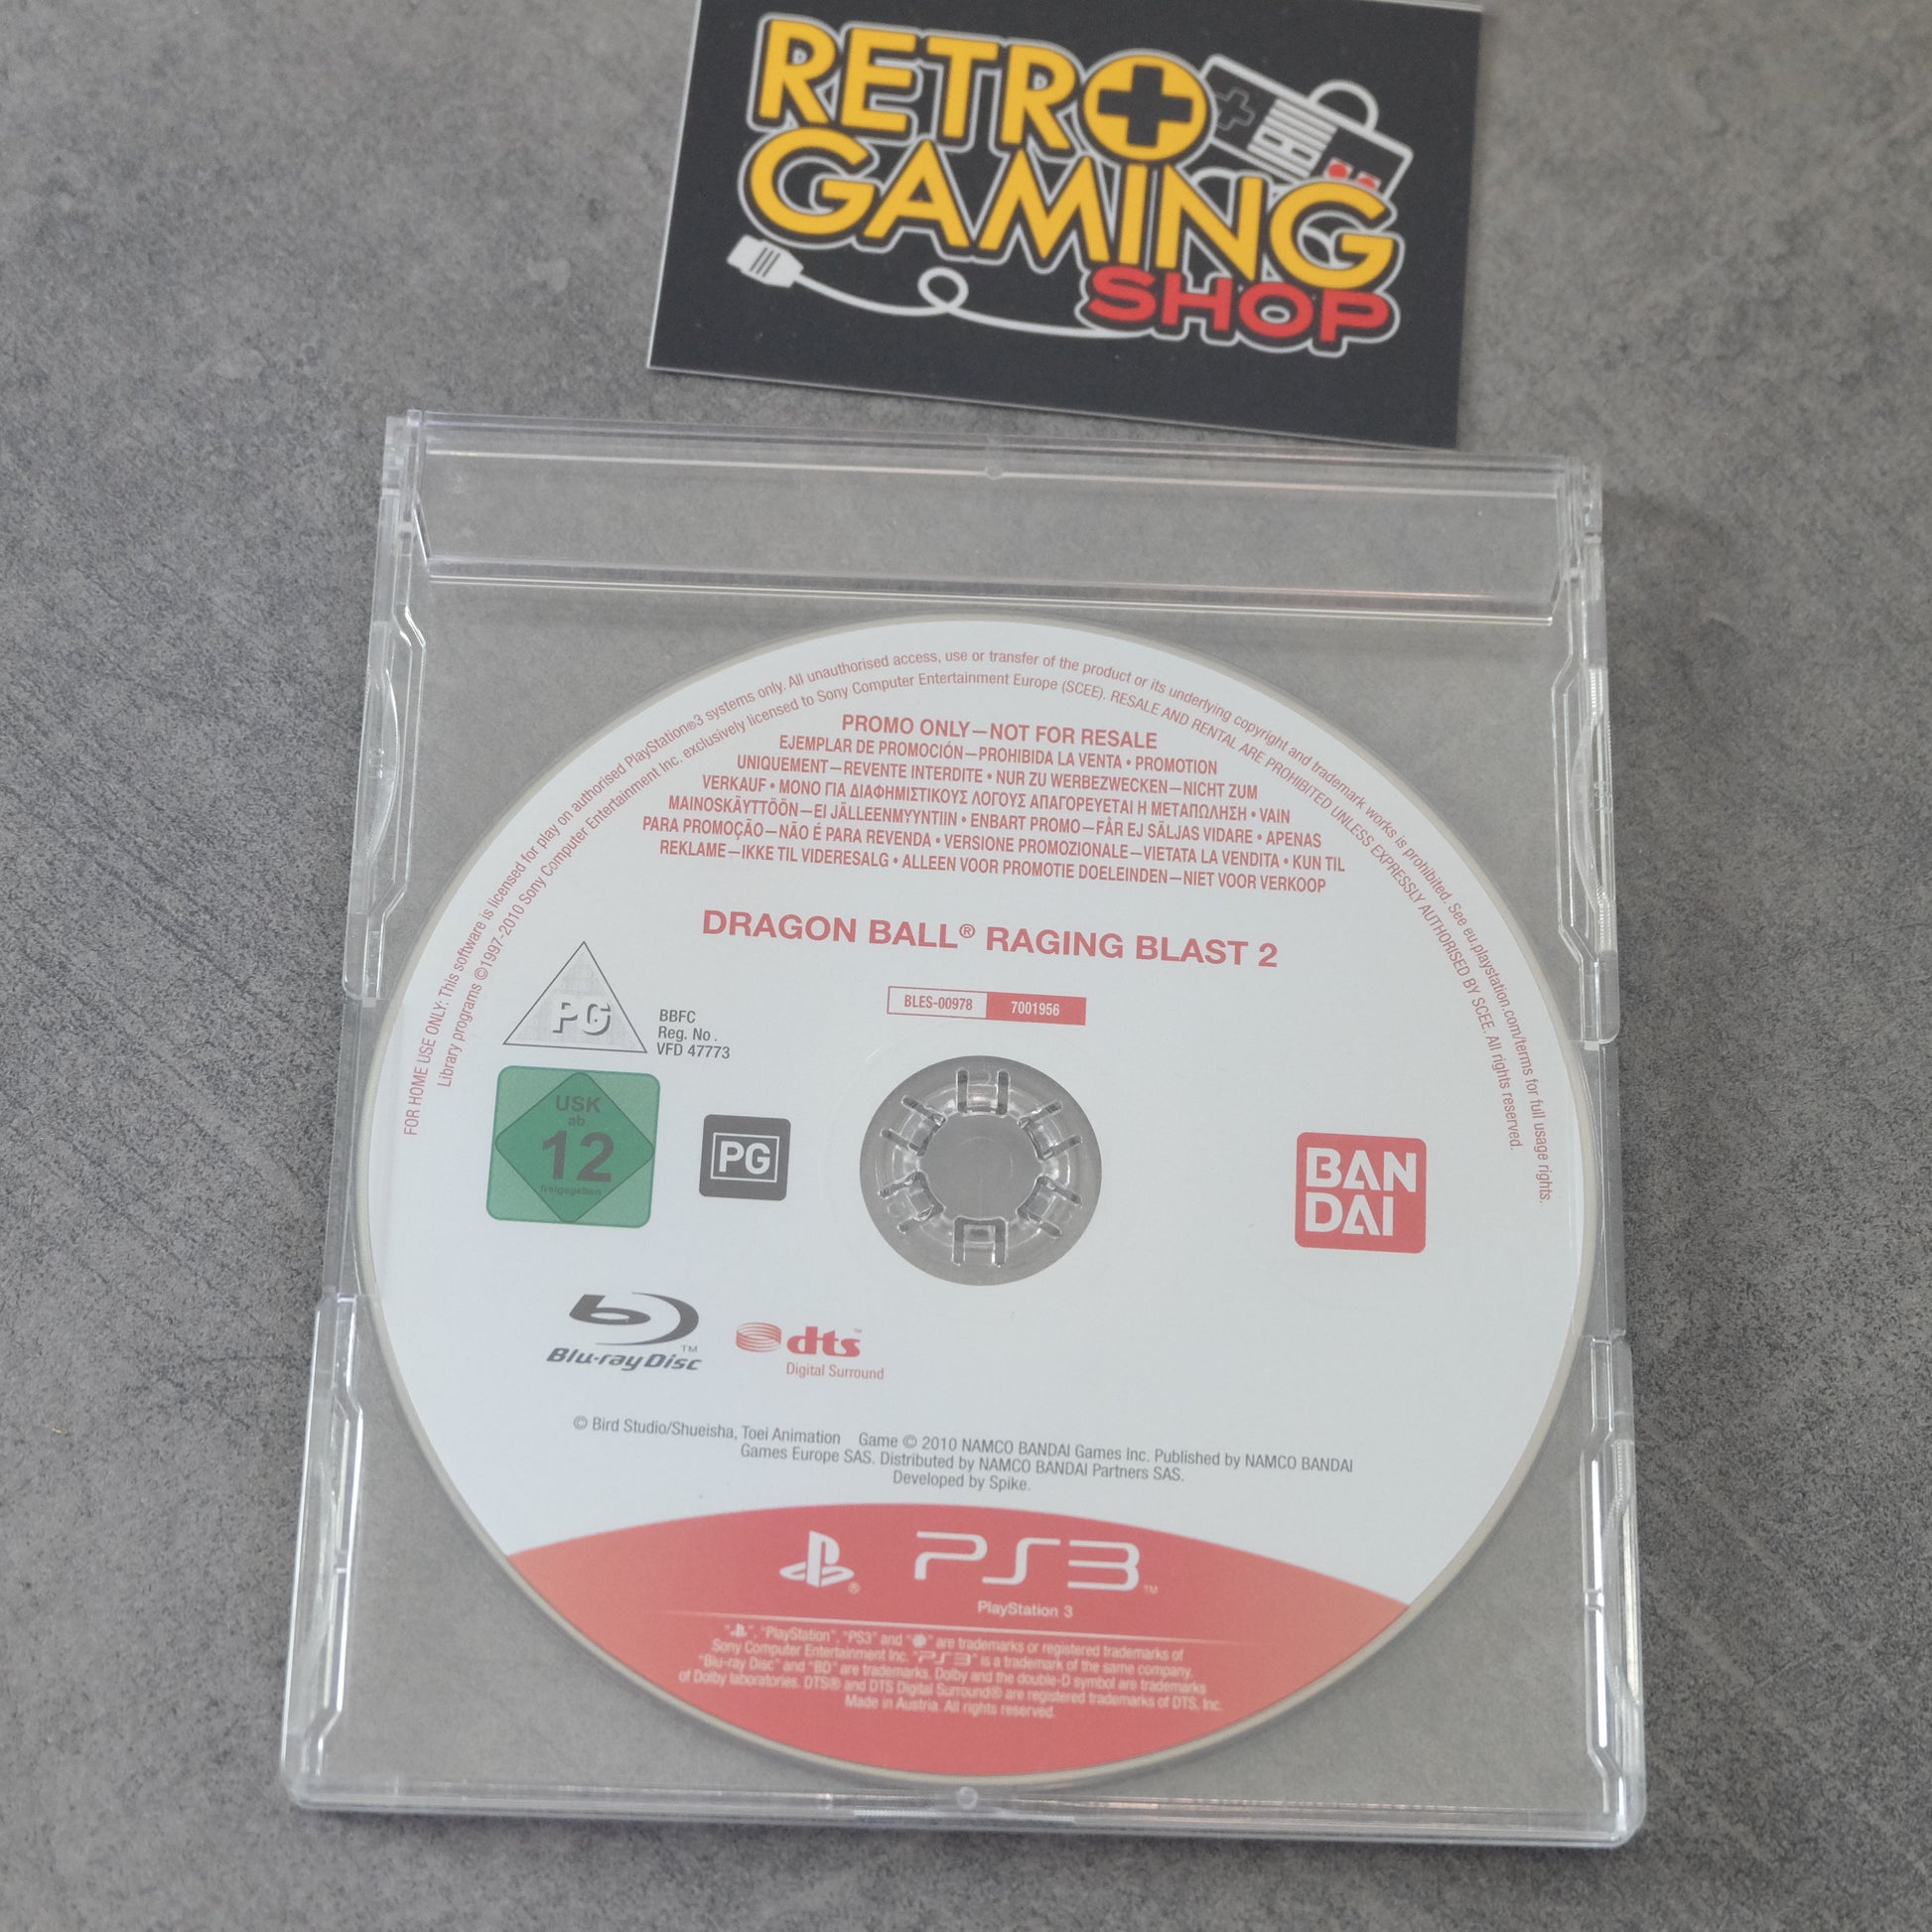 RETRO
GAMING
SHOP
FOR HOME USE ONLY: This software is licensed for play on authorised PlayStation®3 systems only. All unauthorised access, use or transfer of the product or its underlying copyright and trademark works is prohibited. See eu.playstation.com/terms for full usage rights.
Library programs ©1997-2010 Sony Computer Entertainment Inc. exclusively licensed to Sony Computer Entertainment Europe (SCEE). RESALE AND RENTAL ARE PROHIBITED UNLESS EXPRESSLY AUTHORISED BY SCEE. All rights reserved.
PROMO ONLY—NOT FOR RESALE
EJEMPLAR DE PROMOCIÓN—PROHIBIDA LA VENTA • PROMOTION
UNIQUEMENT—REVENTE INTERDITE • NUR ZU WERBEZWECKEN—NICHT ZUM
VERKAUF • ΜΟΝΟ ΓΙΑ ΔΙΑΦΗΜΙΣΤΙΚΟΥΣ ΛΟΓΟΥΣ ΑΠΑΓΟΡΕΥΕΤΑΙ Η ΜΕΤΑΠΩΛΗΣΗ • VAIN
MAINOSKÄYTTÖÖN—EI JÄLLEENMYYNTIIN • ENBART PROMO—FÅR EJ SÄLJAS VIDARE • APENAS
PARA PROMOÇÃO—NÃO É PARA REVENDA • VERSIONE PROMOZIONALE—VIETATA LA VENDITA • KUN TIL
REKLAME—IKKE TIL VIDERESALG • ALLEEN VOOR PROMOTIE DOELEINDEN—NIET VOOR VERKOOP
DRAGON BALL® RAGING BLAST 2
BLES-00978 7001956
PG
BBFC
Reg. No.
VFD 47773
USK
ab
12
freigegeben
PG
BAN
DAI
Blu-ray Disc™
dts™
Digital Surround
© Bird Studio/Shueisha, Toei Animation Game © 2010 NAMCO BANDAI Games Inc. Published by NAMCO BANDAI
Games Europe SAS. Distributed by NAMCO BANDAI Partners SAS.
Developed by Spike.
PS3™
PlayStation 3
"", "PlayStation", "PS3" and "" are trademarks or registered trademarks of
Sony Computer Entertainment Inc. "PS3" is a trademark of the same company.
"Blu-ray Disc" and "BD" are trademarks. Dolby and the double-D symbol are trademarks
of Dolby laboratories. DTS® and DTS Digital Surround® are registered trademarks of DTS, Inc.
Made in Austria. All rights reserved.